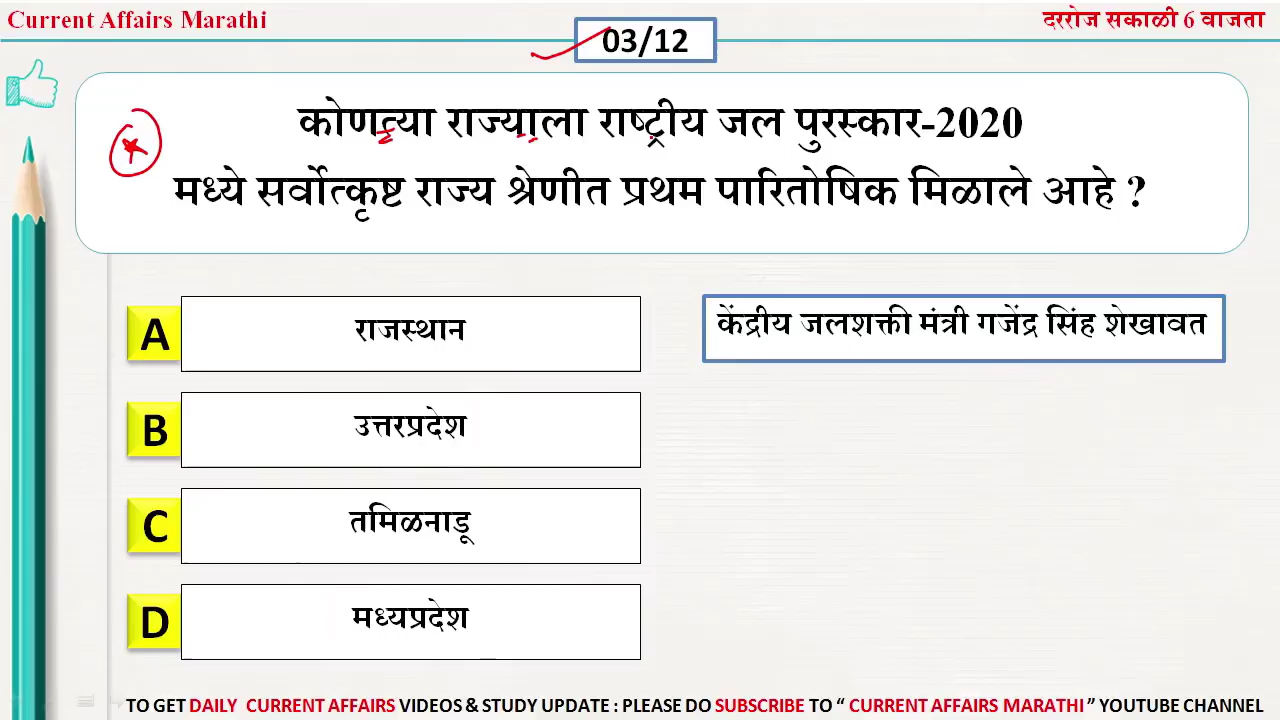 Current Affairs Marathi
दररोज सकाळी 6 वाजता
03/12
कोणत्या राज्याला राष्ट्रीय जल पुरस्कार-2020
मध्ये सर्वोत्कृष्ट राज्य श्रेणीत प्रथम पारितोषिक मिळाले आहे ?
A राजस्थान
केंद्रीय जलशक्ती मंत्री गजेंद्र सिंह शेखावत
B उत्तरप्रदेश
C तमिळनाडू
D मध्यप्रदेश
TO GET DAILY CURRENT AFFAIRS VIDEOS & STUDY UPDATE : PLEASE DO SUBSCRIBE TO “ CURRENT AFFAIRS MARATHI ” YOUTUBE CHANNEL